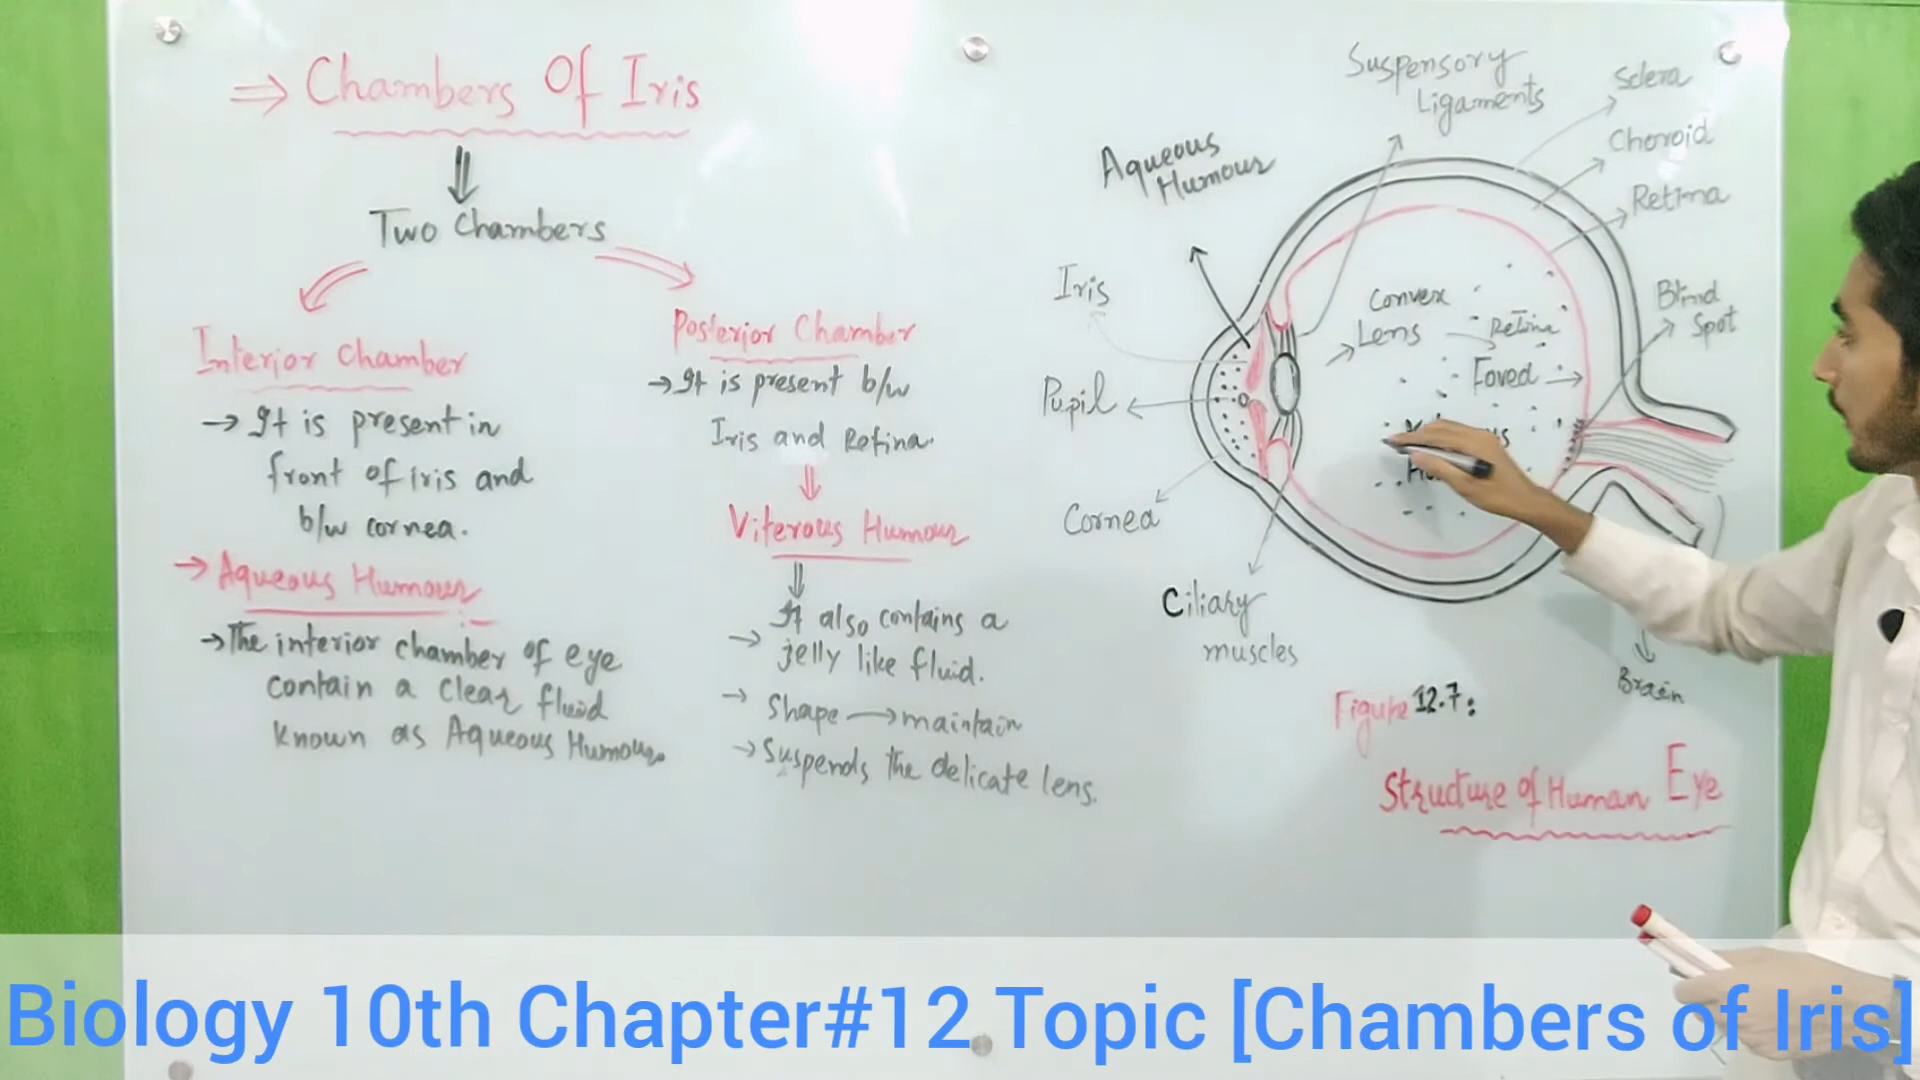 ⇒ Chambers Of Iris
Two Chambers
Interior Chamber
→ It is present in
front of iris and
b/w cornea.
→ Aqueous Humour
→ The interior chamber of eye
contain a clear fluid
known as Aqueous Humour.
Posterior Chamber
→ It is present b/w
Iris and Retina.
Viterous Humour
It also contains a
→ jelly like fluid.
→ Shape → maintain
→ Suspends the delicate lens.
Suspensory
Ligaments
Sclera
Choroid
Retina
Aqueous
Humour
Iris
Convex
Lens
Retina
Blind
Spot
Foved
Pupil
Cornea
Ciliary
muscles
Brain
Figure 12.7:
Structure of Human Eye
Biology 10th Chapter#12 Topic [Chambers of Iris]